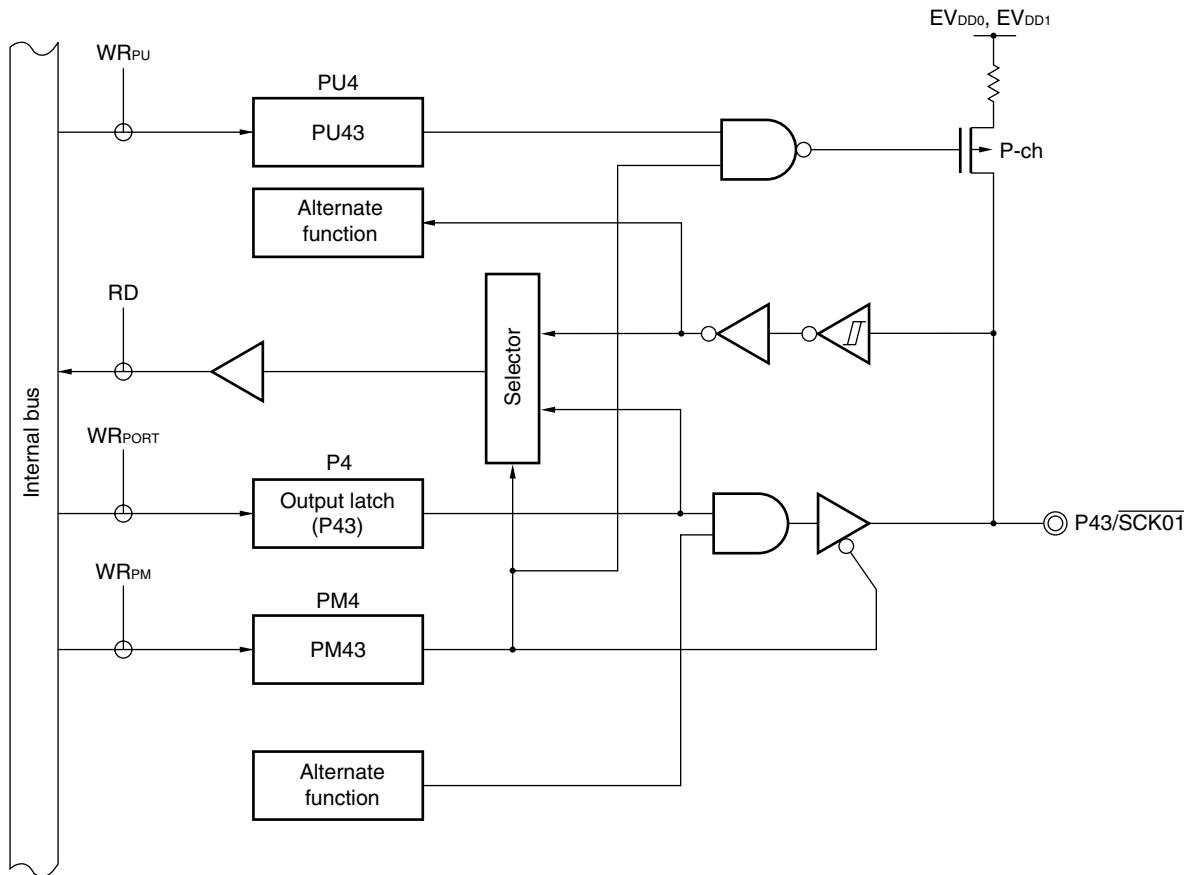 EVDD0, EVDD1
WRPU
PU4
PU43
P-ch
Alternate
function
RD
Selector
Internal bus
WRPORT
P4
Output latch
(P43)
P43/SCK01
WRPM
PM4
PM43
Alternate
function